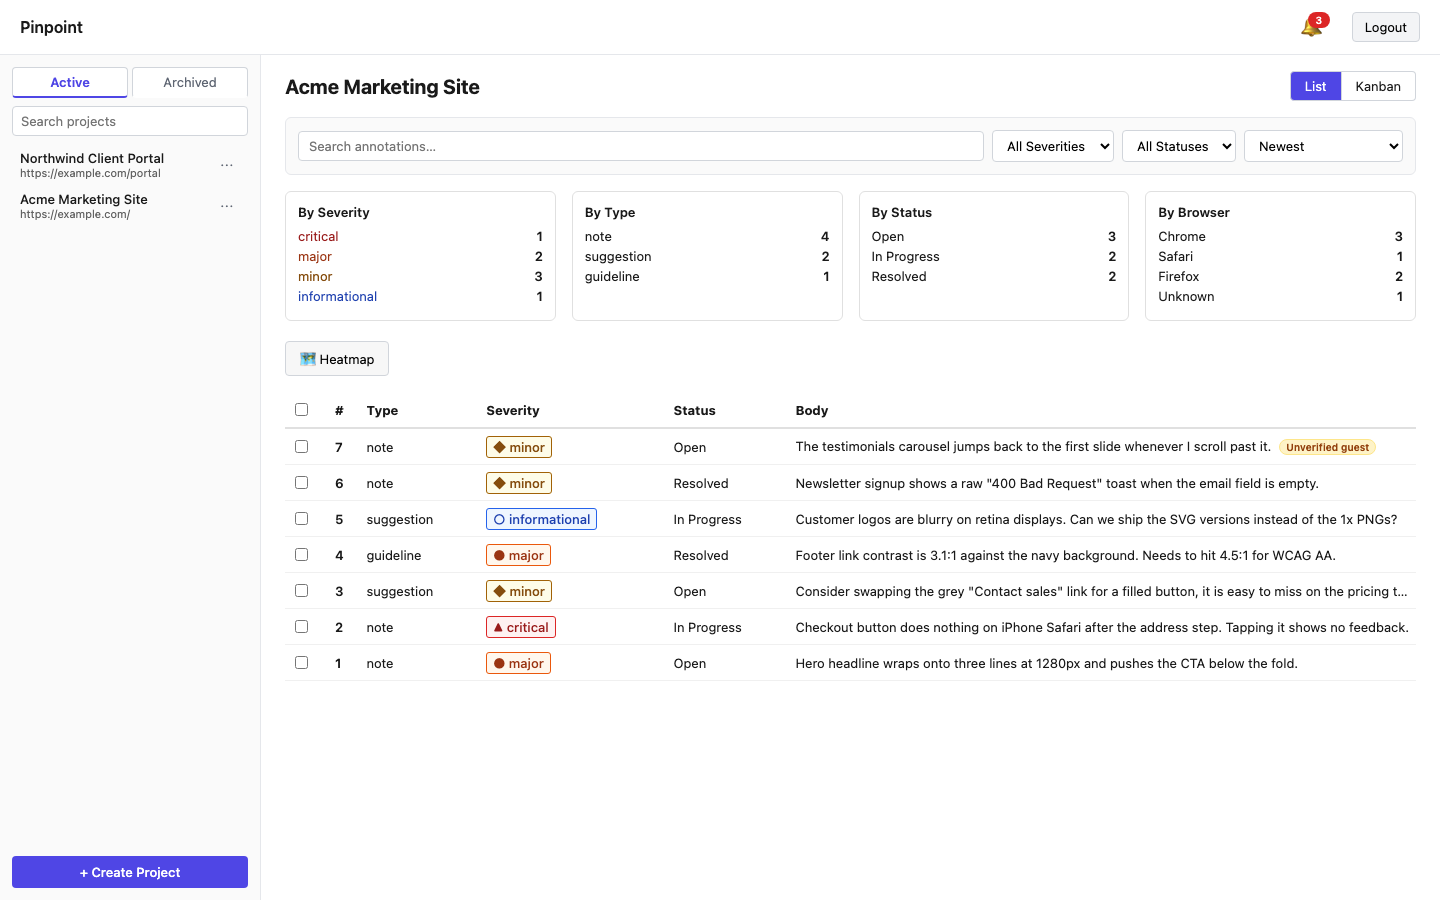 Pinpoint
3
Logout
Active
Archived
Search projects
Northwind Client Portal
https://example.com/portal
...
Acme Marketing Site
https://example.com/
...
+ Create Project
Acme Marketing Site
List
Kanban
Search annotations...
All Severities
All Statuses
Newest
By Severity
critical 1
major 2
minor 3
informational 1
By Type
note 4
suggestion 2
guideline 1
By Status
Open 3
In Progress 2
Resolved 2
By Browser
Chrome 3
Safari 1
Firefox 2
Unknown 1
Heatmap
# Type Severity Status Body
7 note minor Open The testimonials carousel jumps back to the first slide whenever I scroll past it. Unverified guest
6 note minor Resolved Newsletter signup shows a raw "400 Bad Request" toast when the email field is empty.
5 suggestion informational In Progress Customer logos are blurry on retina displays. Can we ship the SVG versions instead of the 1x PNGs?
4 guideline major Resolved Footer link contrast is 3.1:1 against the navy background. Needs to hit 4.5:1 for WCAG AA.
3 suggestion minor Open Consider swapping the grey "Contact sales" link for a filled button, it is easy to miss on the pricing t...
2 note critical In Progress Checkout button does nothing on iPhone Safari after the address step. Tapping it shows no feedback.
1 note major Open Hero headline wraps onto three lines at 1280px and pushes the CTA below the fold.